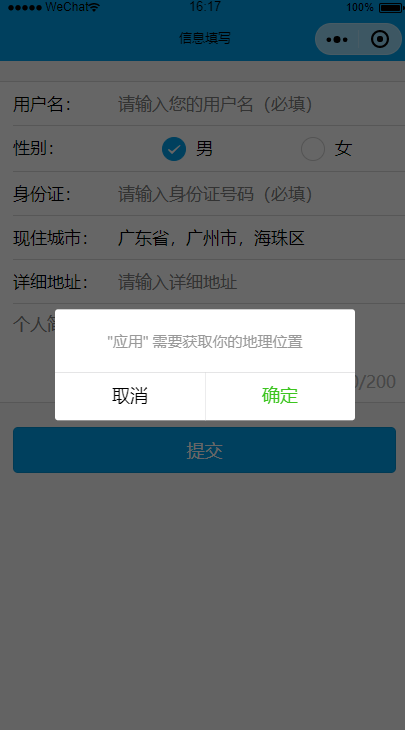 WeChat 16:17 100%
信息填写
用户名： 请输入您的用户名（必填）
性别： 男 女
身份证： 请输入身份证号码（必填）
现住城市： 广东省，广州市，海珠区
详细地址： 请输入详细地址
个人
"应用" 需要获取你的地理位置
0/200
取消 确定
提交